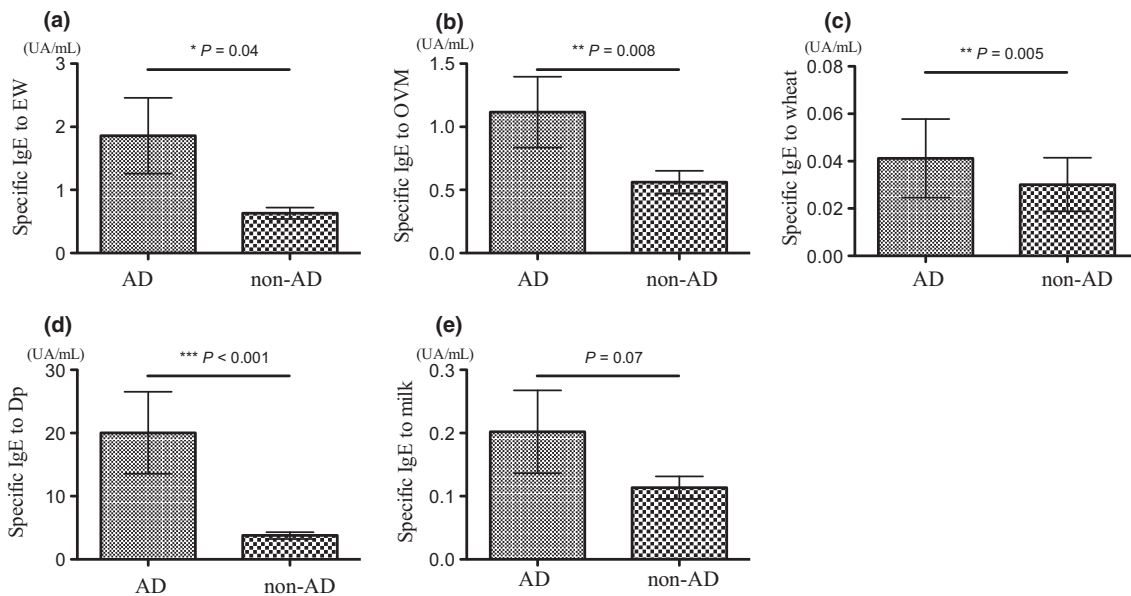 (a)
(UA/mL)
* P = 0.04
Specific IgE to EW
3
2
1
0
AD non-AD
(b)
(UA/mL)
** P = 0.008
Specific IgE to OVM
1.5
1.0
0.5
0.0
AD non-AD
(c)
(UA/mL)
** P = 0.005
Specific IgE to wheat
0.08
0.06
0.04
0.02
0.00
AD non-AD
(d)
(UA/mL)
*** P < 0.001
Specific IgE to Dp
30
20
10
0
AD non-AD
(e)
(UA/mL)
P = 0.07
Specific IgE to milk
0.3
0.2
0.1
0.0
AD non-AD